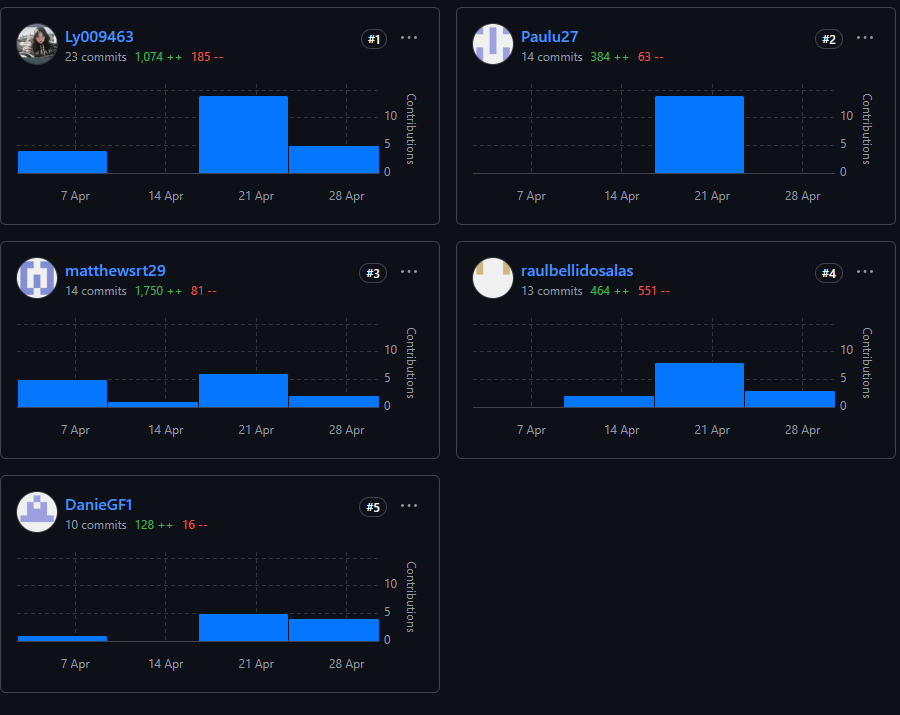 Ly009463 #1 ···
23 commits 1,074 ++ 185 --
10
5
0
Contributions
7 Apr 14 Apr 21 Apr 28 Apr
Paulu27 #2 ···
14 commits 384 ++ 63 --
10
5
0
Contributions
7 Apr 14 Apr 21 Apr 28 Apr
matthewsrt29 #3 ···
14 commits 1,750 ++ 81 --
10
5
0
Contributions
7 Apr 14 Apr 21 Apr 28 Apr
raulbellidosalas #4 ···
13 commits 464 ++ 551 --
10
5
0
Contributions
7 Apr 14 Apr 21 Apr 28 Apr
DanieGF1 #5 ···
10 commits 128 ++ 16 --
10
5
0
Contributions
7 Apr 14 Apr 21 Apr 28 Apr